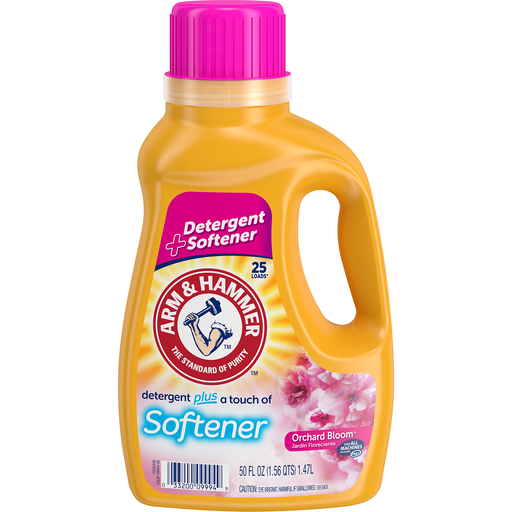 Detergent
+ Softener
25
LOADS*
ARM & HAMMER
THE STANDARD OF PURITY
TM
TM
detergent plus a touch of
Softener
Orchard Bloom™
Jardín Floreciente
FOR ALL
MACHINES
50 FL OZ (1.56 QTS) 1.47L
0 33200 09994 9
CAUTION: EYE IRRITANT. HARMFUL IF SWALLOWED. SEE BACK.